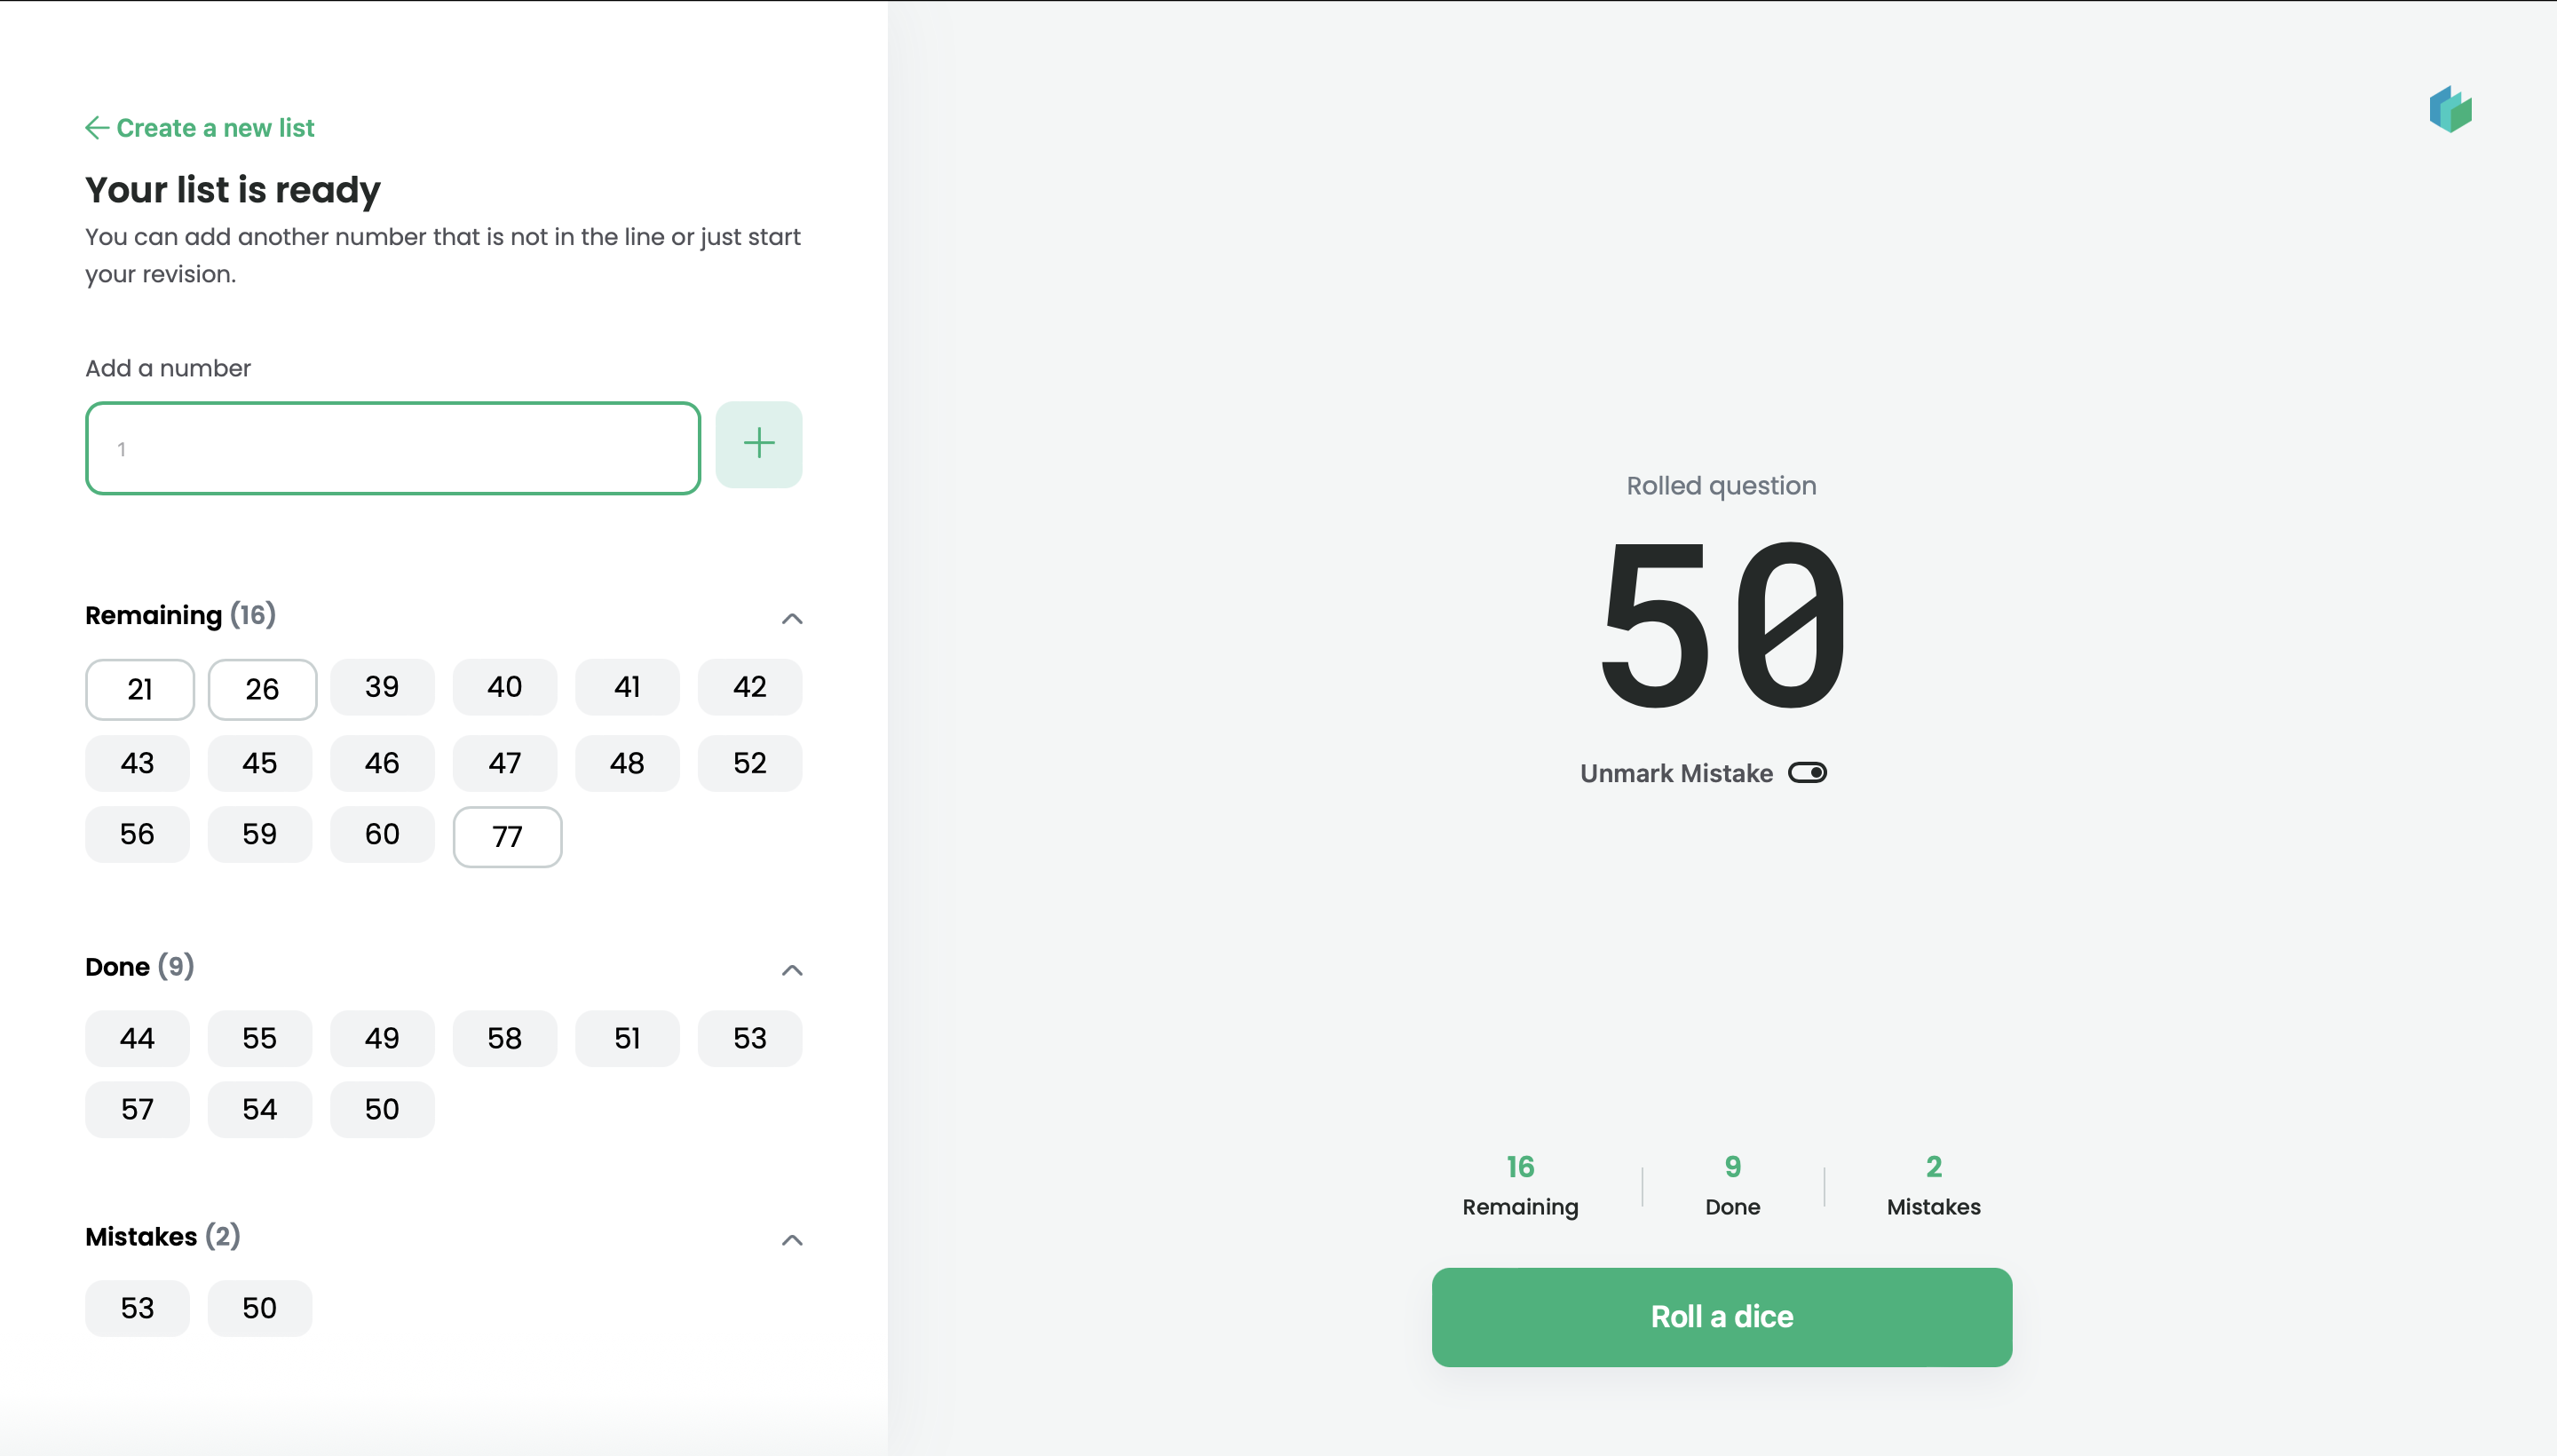 Create a new list
Your list is ready
You can add another number that is not in the line or just start
your revision.
Add a number
1
Remaining (16)
21 26 39 40 41 42
43 45 46 47 48 52
56 59 60 77
Done (9)
44 55 49 58 51 53
57 54 50
Mistakes (2)
53 50
Rolled question
50
Unmark Mistake
16 9 2
Remaining Done Mistakes
Roll a dice